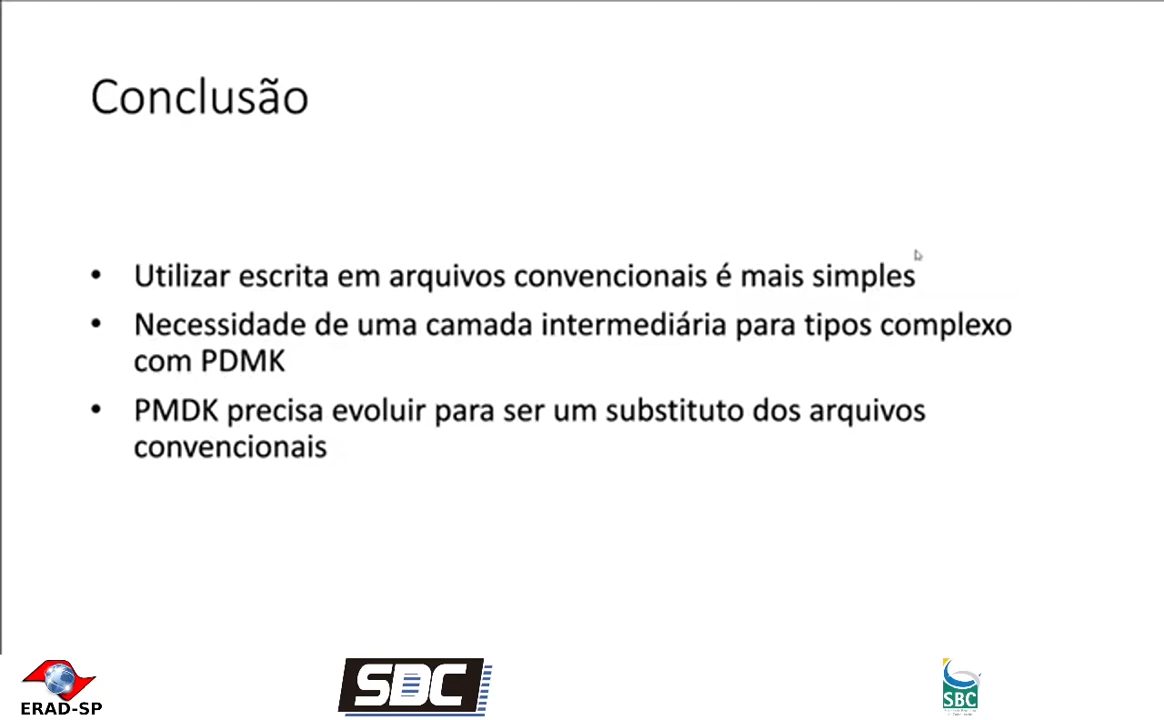 Conclusão
• Utilizar escrita em arquivos convencionais é mais simples
• Necessidade de uma camada intermediária para tipos complexo
com PDMK
• PMDK precisa evoluir para ser um substituto dos arquivos
convencionais
ERAD-SP
SDC
SBC